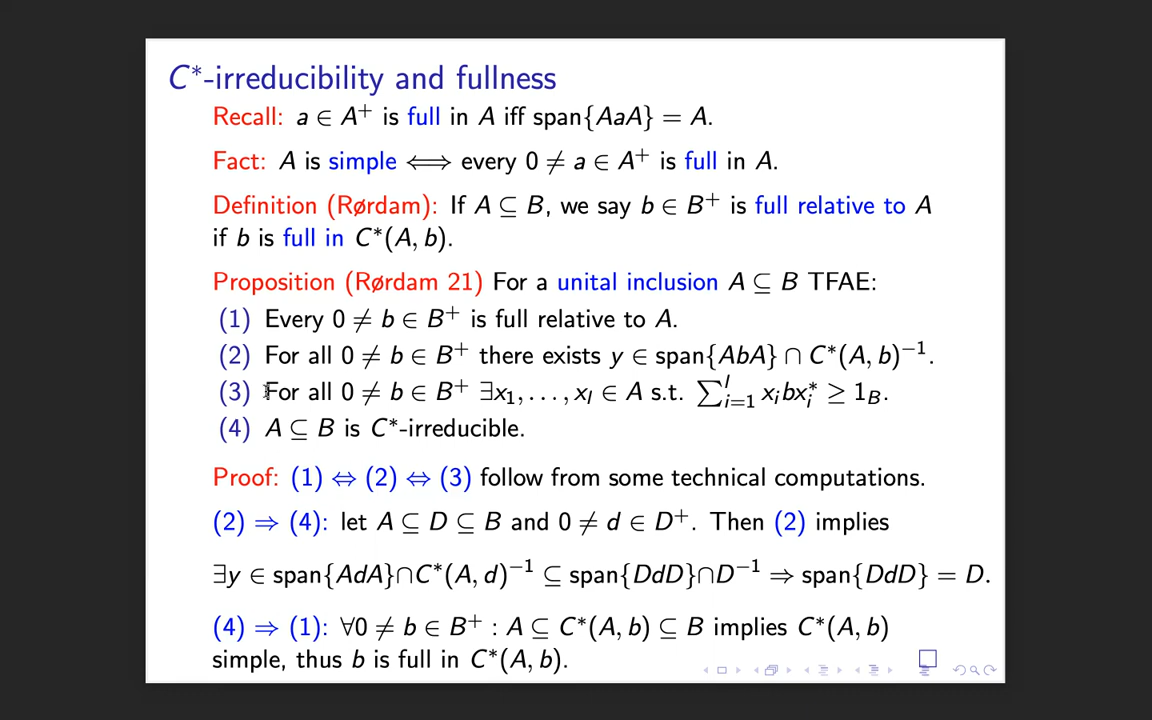 C*-irreducibility and fullness
Recall: a ∈ A⁺ is full in A iff span{AaA} = A.
Fact: A is simple ⟺ every 0 ≠ a ∈ A⁺ is full in A.
Definition (Rørdam): If A ⊆ B, we say b ∈ B⁺ is full relative to A
if b is full in C*(A, b).
Proposition (Rørdam 21) For a unital inclusion A ⊆ B TFAE:
(1) Every 0 ≠ b ∈ B⁺ is full relative to A.
(2) For all 0 ≠ b ∈ B⁺ there exists y ∈ span{AbA} ∩ C*(A, b)⁻¹.
(3) For all 0 ≠ b ∈ B⁺ ∃x₁, . . . , x_l ∈ A s.t. ∑_{i=1}^{l} x_i b x_i^* ≥ 1_B.
(4) A ⊆ B is C*-irreducible.
Proof: (1) ⇔ (2) ⇔ (3) follow from some technical computations.
(2) ⇒ (4): let A ⊆ D ⊆ B and 0 ≠ d ∈ D⁺. Then (2) implies
∃y ∈ span{AdA}∩C*(A, d)⁻¹ ⊆ span{DdD}∩D⁻¹ ⇒ span{DdD} = D.
(4) ⇒ (1): ∀0 ≠ b ∈ B⁺ : A ⊆ C*(A, b) ⊆ B implies C*(A, b)
simple, thus b is full in C*(A, b). □